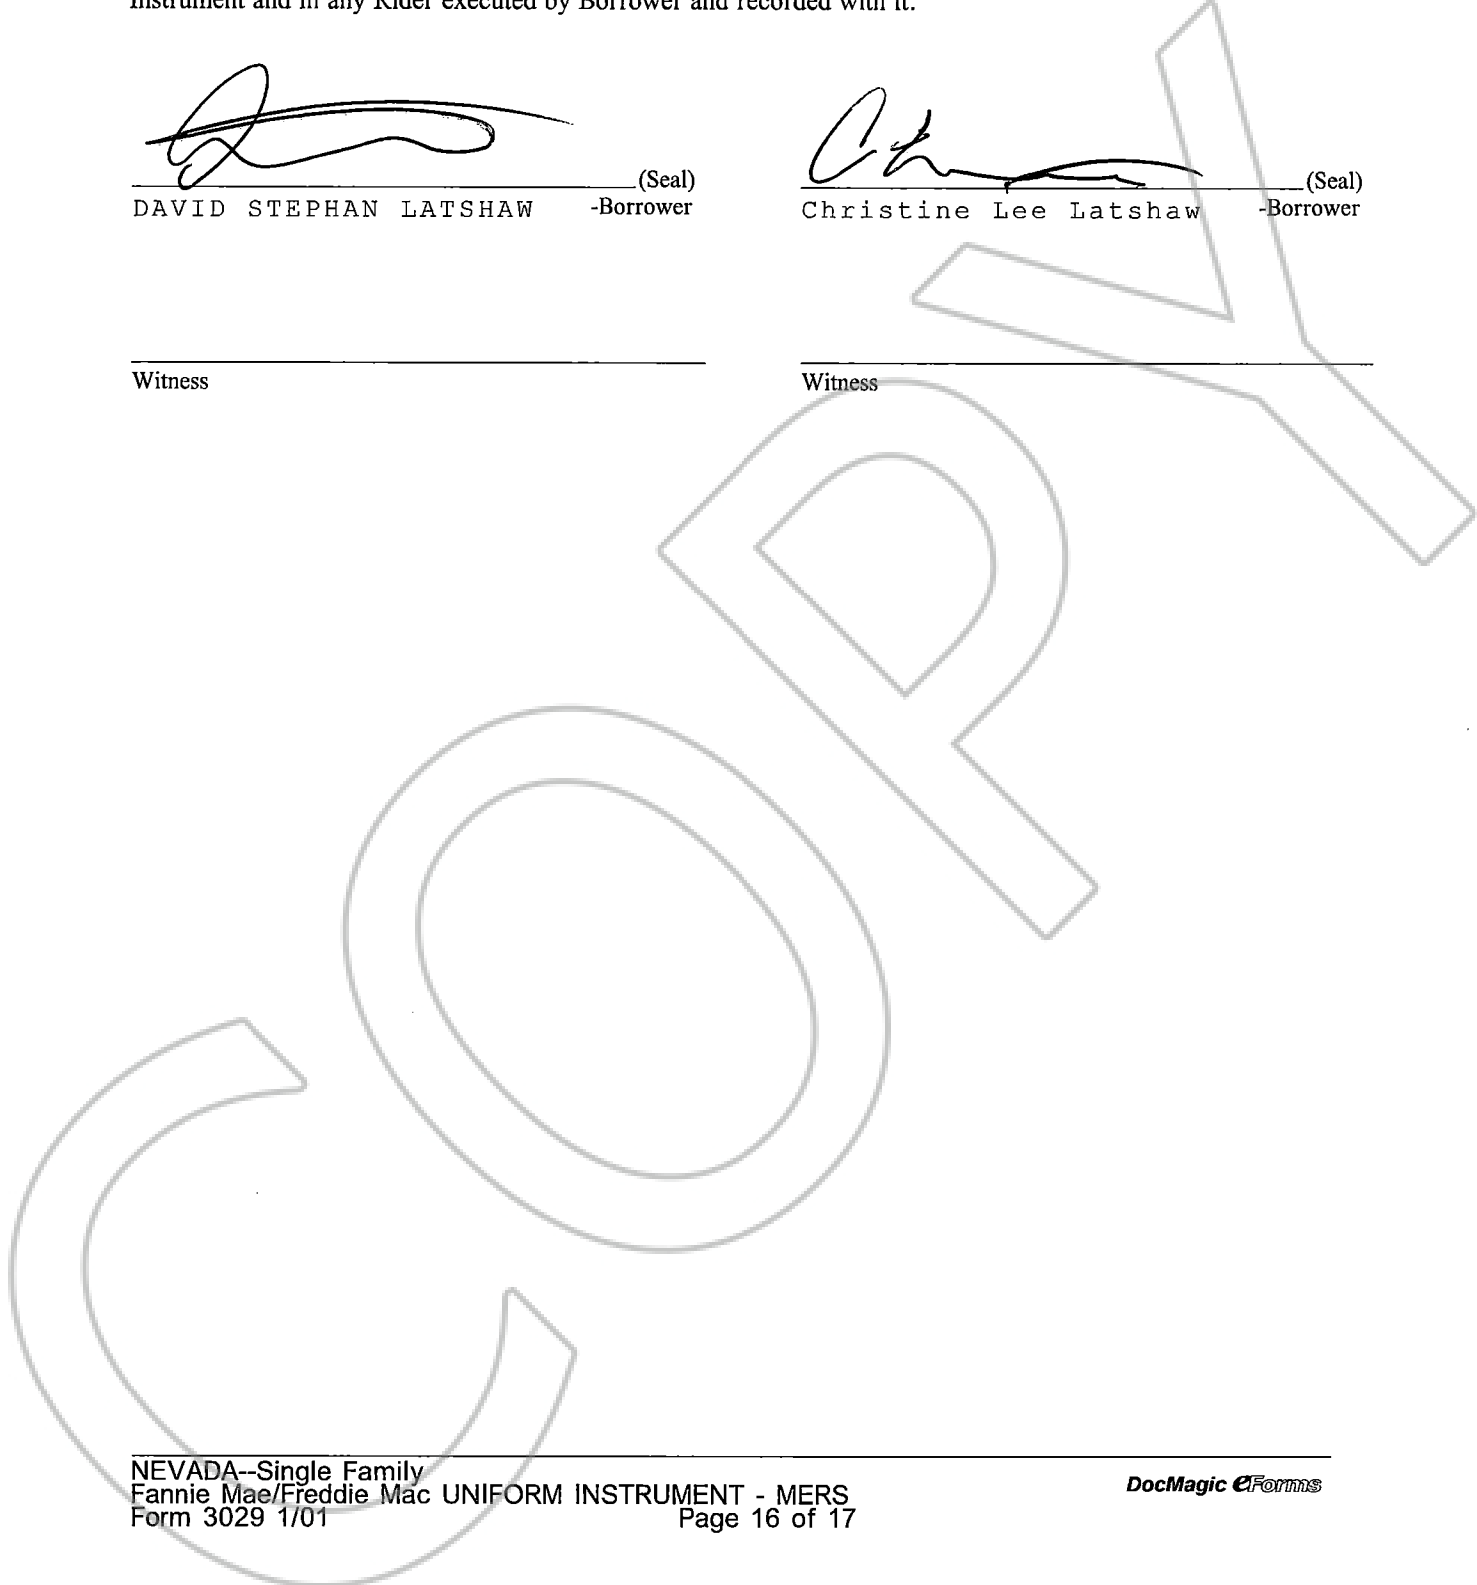 Instrument and in any Rider executed by Borrower and recorded with it.
(Seal) (Seal)
DAVID STEPHAN LATSHAW -Borrower Christine Lee Latshaw -Borrower
Witness Witness
COPY
NEVADA--Single Family
Fannie Mae/Freddie Mac UNIFORM INSTRUMENT - MERS
Form 3029 1/01 Page 16 of 17
DocMagic eForms